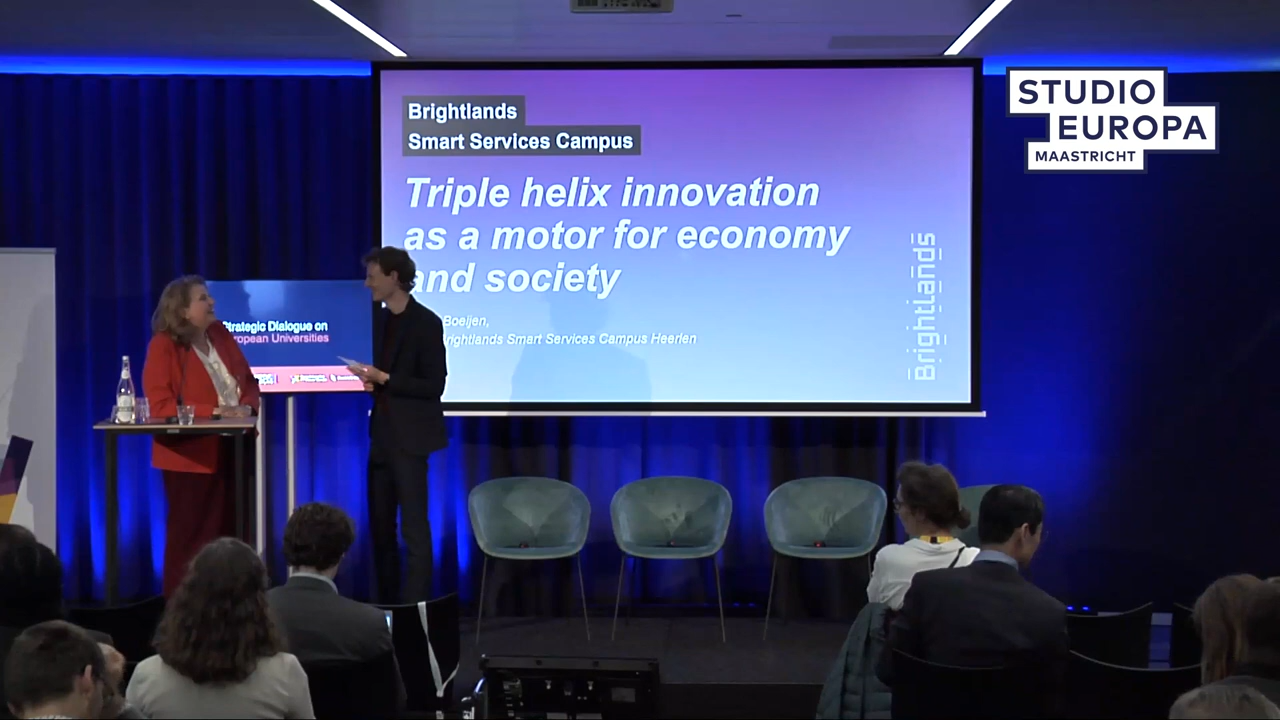 STUDIO
EUROPA
MAASTRICHT
Brightlands
Smart Services Campus
Triple helix innovation
as a motor for economy
and society
Boeijen,
Brightlands Smart Services Campus Heerlen
Brightlands
Strategic Dialogue on
European Universities